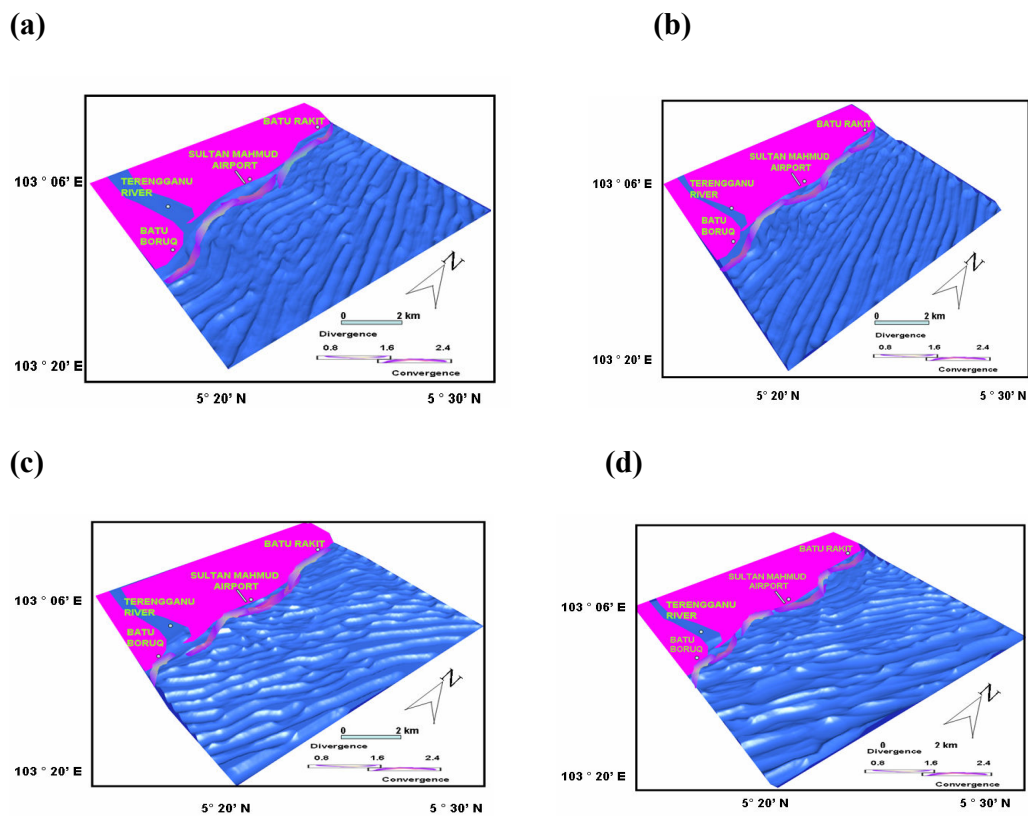 (a)
BATU RAKIT
SULTAN MAHMUD
AIRPORT
103 ° 06' E
TERENGGANU
RIVER
BATU
BORUQ
N
0 2 km
Divergence
0.8 1.6 2.4
Convergence
103 ° 20' E
5 ° 20' N 5 ° 30' N
(b)
BATU RAKIT
SULTAN MAHMUD
AIRPORT
103 ° 06' E
TERENGGANU
RIVER
BATU
BORUQ
N
0 2 km
Divergence
0.8 1.6 2.4
Convergence
103 ° 20' E
5 ° 20' N 5 ° 30' N
(c)
BATU RAKIT
SULTAN MAHMUD
AIRPORT
103 ° 06' E
TERENGGANU
RIVER
BATU
BORUQ
N
0 2 km
Divergence
0.8 1.6 2.4
Convergence
103 ° 20' E
5 ° 20' N 5 ° 30' N
(d)
BATU RAKIT
SULTAN MAHMUD
AIRPORT
103 ° 06' E
TERENGGANU
RIVER
BATU
BORUQ
N
0 2 km
Divergence
0.8 1.6 2.4
Convergence
103 ° 20' E
5 ° 20' N 5 ° 30' N